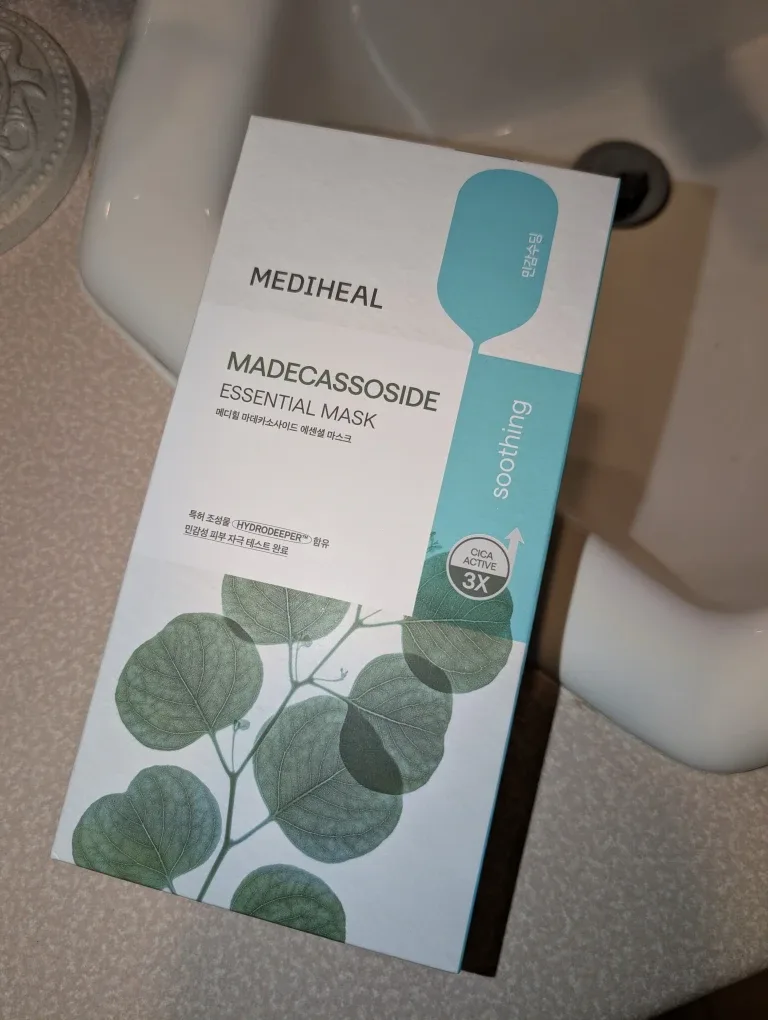 민감수딩
MEDIHEAL
MADECASSOSIDE
ESSENTIAL MASK
메디힐 마데카소사이드 에센셜 마스크
soothing
특허 조성물 HYDRODEEPER™ 함유
민감성 피부 자극 테스트 완료
CICA
ACTIVE
3X